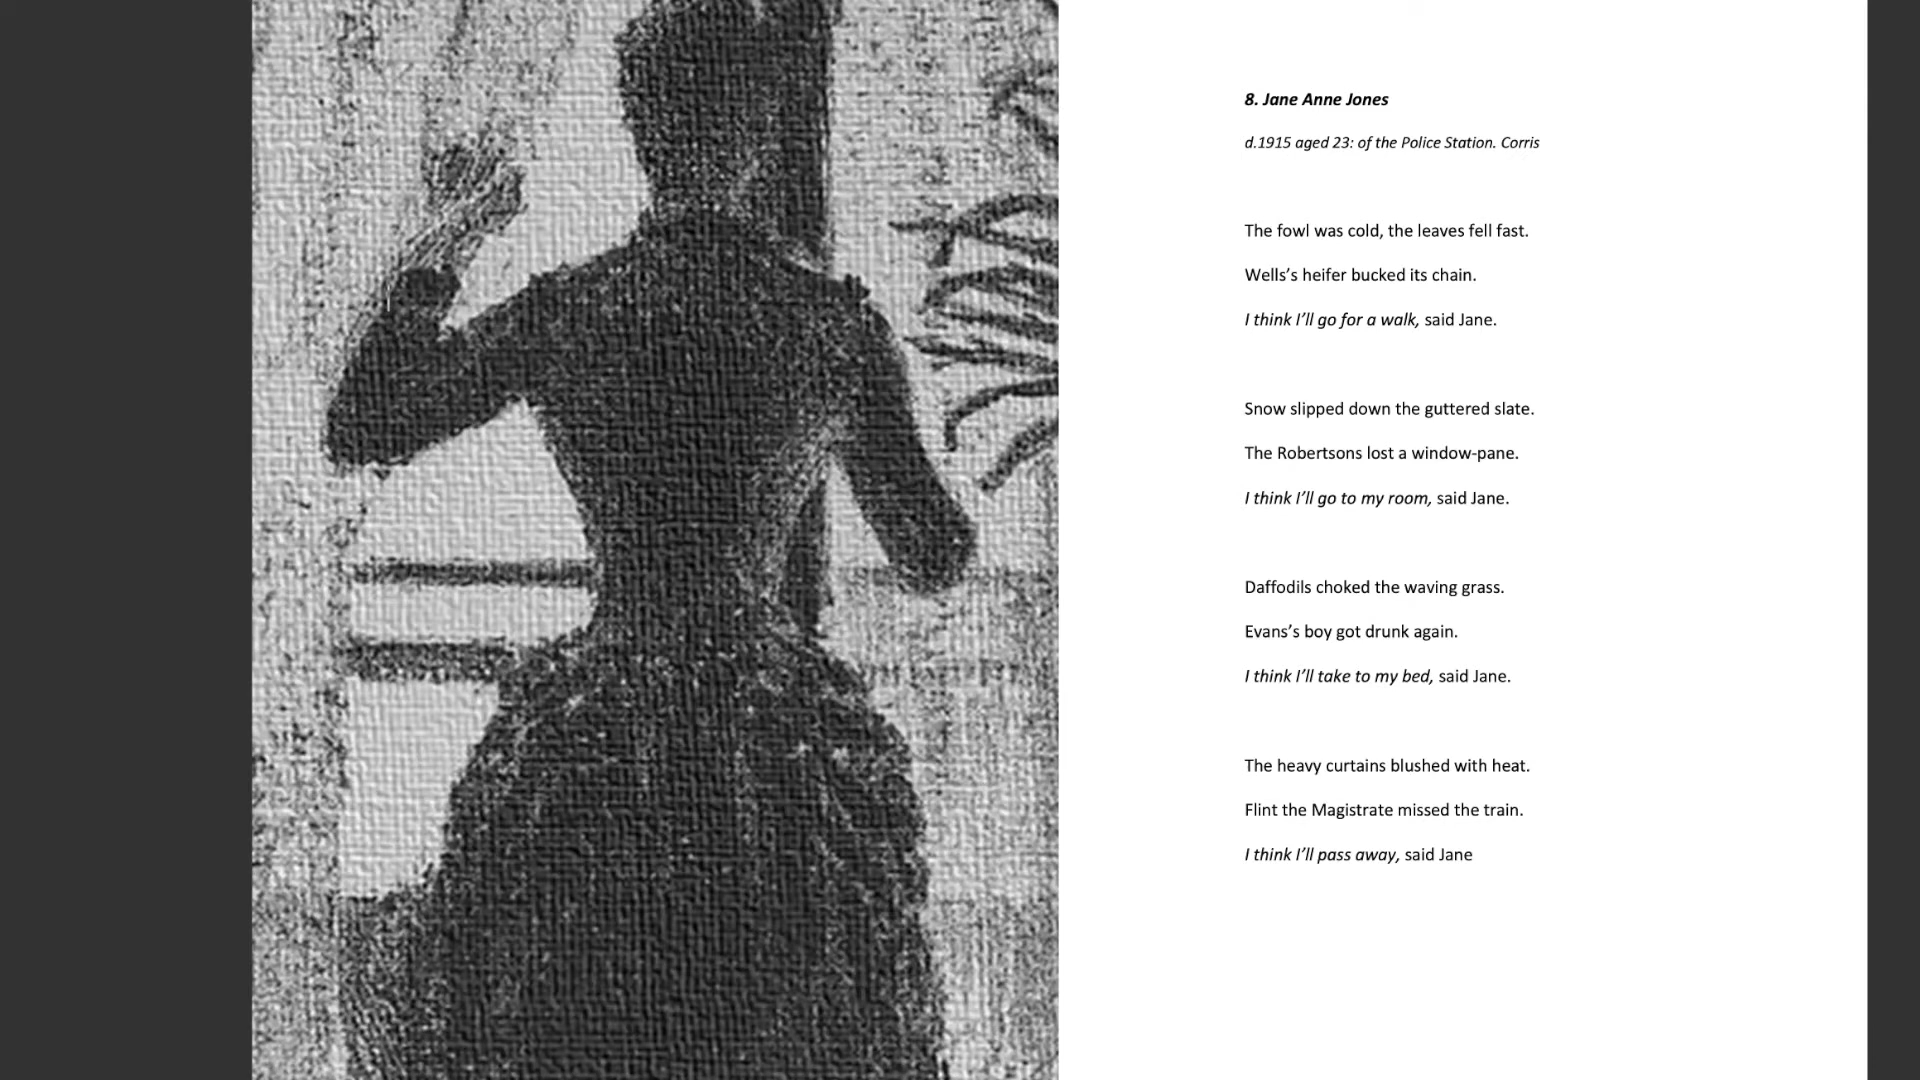 8. Jane Anne Jones
d.1915 aged 23: of the Police Station. Corris
The fowl was cold, the leaves fell fast.
Wells’s heifer bucked its chain.
I think I’ll go for a walk, said Jane.
Snow slipped down the guttered slate.
The Robertsons lost a window-pane.
I think I’ll go to my room, said Jane.
Daffodils choked the waving grass.
Evans’s boy got drunk again.
I think I’ll take to my bed, said Jane.
The heavy curtains blushed with heat.
Flint the Magistrate missed the train.
I think I’ll pass away, said Jane